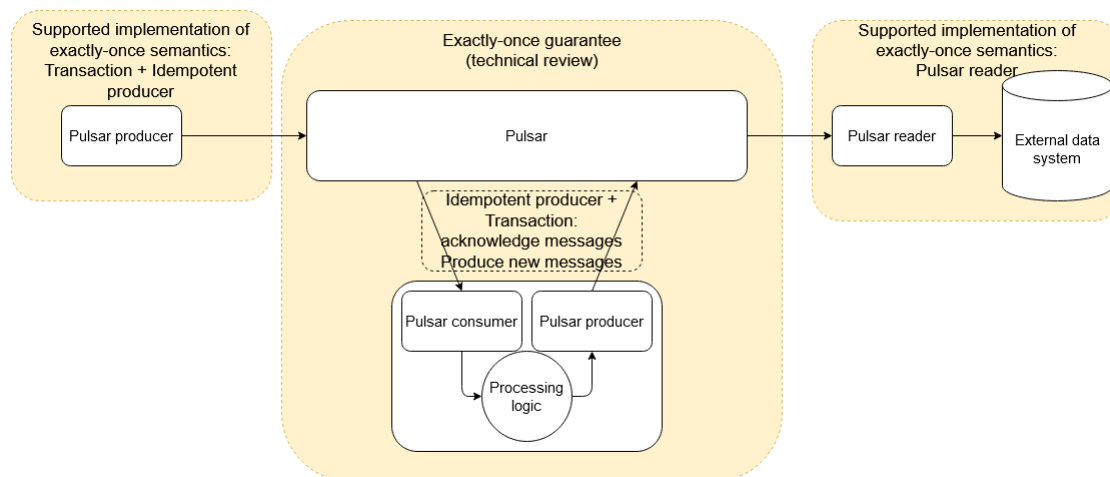 Supported implementation of
exactly-once semantics:
Transaction + Idempotent
producer
Pulsar producer
Exactly-once guarantee
(technical review)
Pulsar
Supported implementation of
exactly-once semantics:
Pulsar reader
Pulsar reader
External data
system
Idempotent producer +
Transaction:
acknowledge messages
Produce new messages
Pulsar consumer
Pulsar producer
Processing
logic